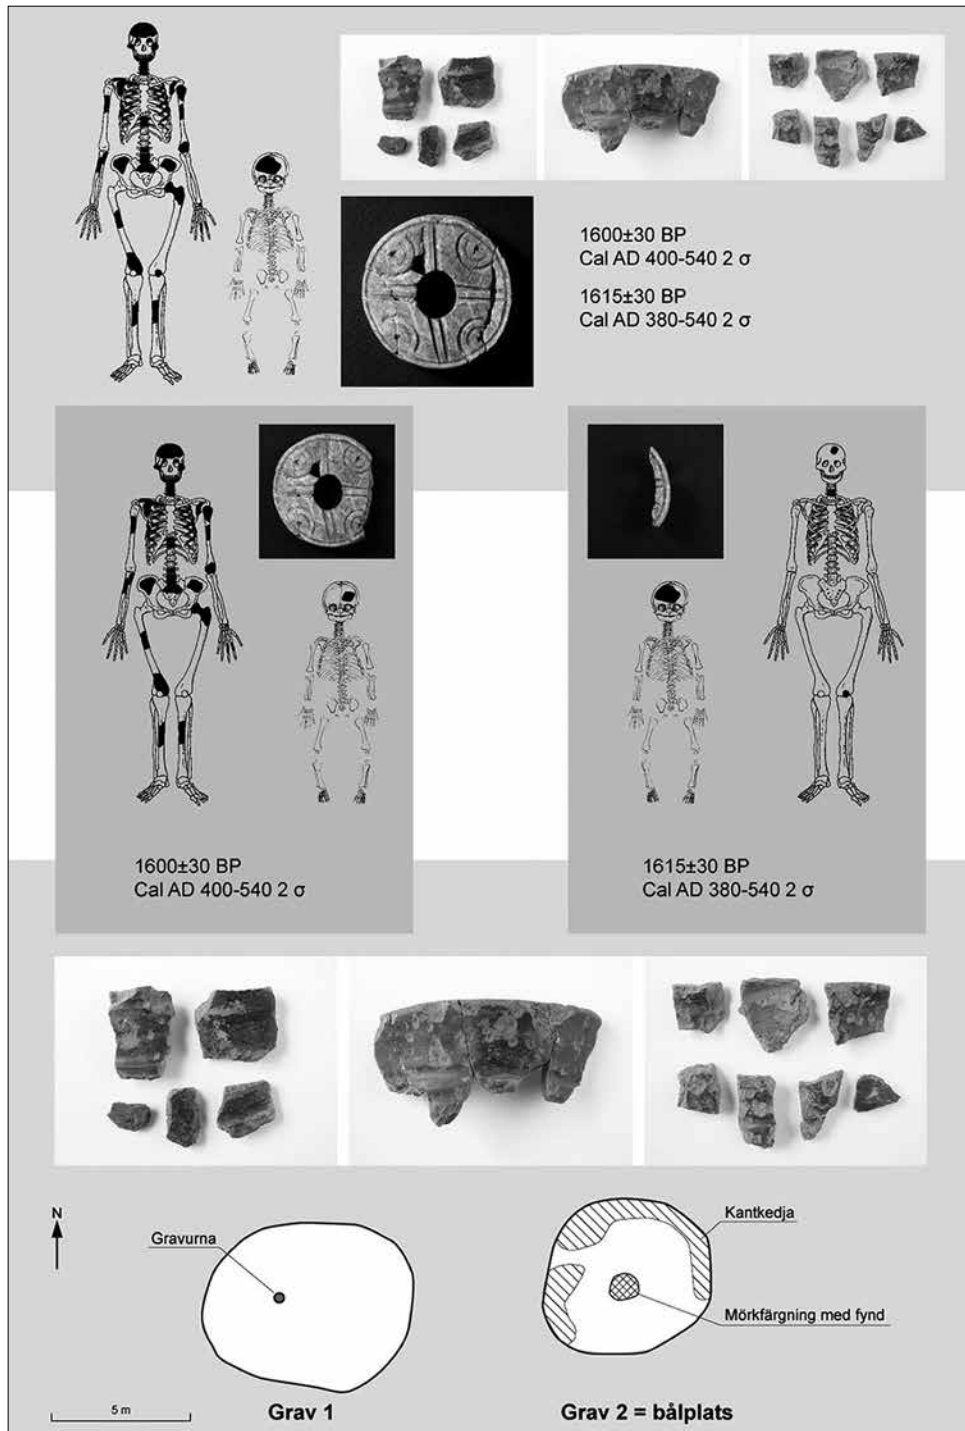 1600±30 BP
Cal AD 400-540 2 σ
1615±30 BP
Cal AD 380-540 2 σ
1600±30 BP
Cal AD 400-540 2 σ
1615±30 BP
Cal AD 380-540 2 σ
N
Gravurna
Kantkedja
Mörkfärgning med fynd
5 m
Grav 1
Grav 2 = bålplats